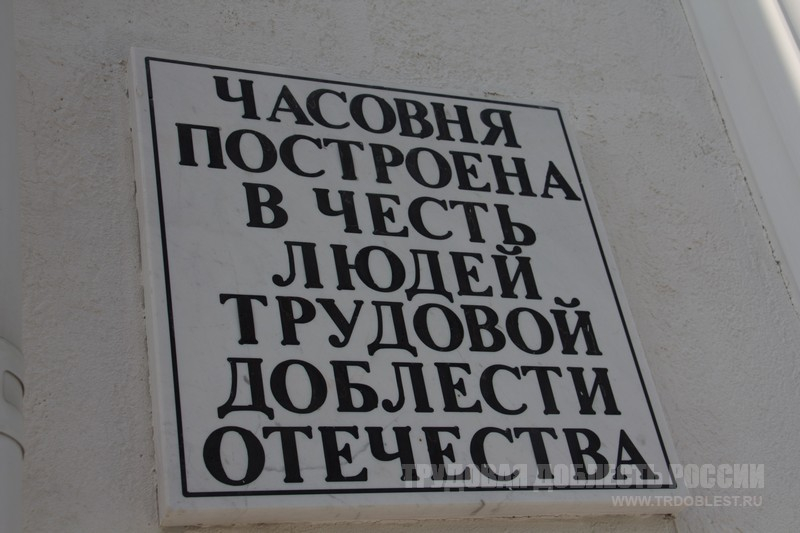 ЧАСОВНЯ
ПОСТРОЕНА
В ЧЕСТЬ
ЛЮДЕЙ
ТРУДОВОЙ
ДОБЛЕСТИ
ОТЕЧЕСТВА
ТРУДОВАЯ ДОБЛЕСТЬ РОССИИ
WWW.TRDOBLEST.RU